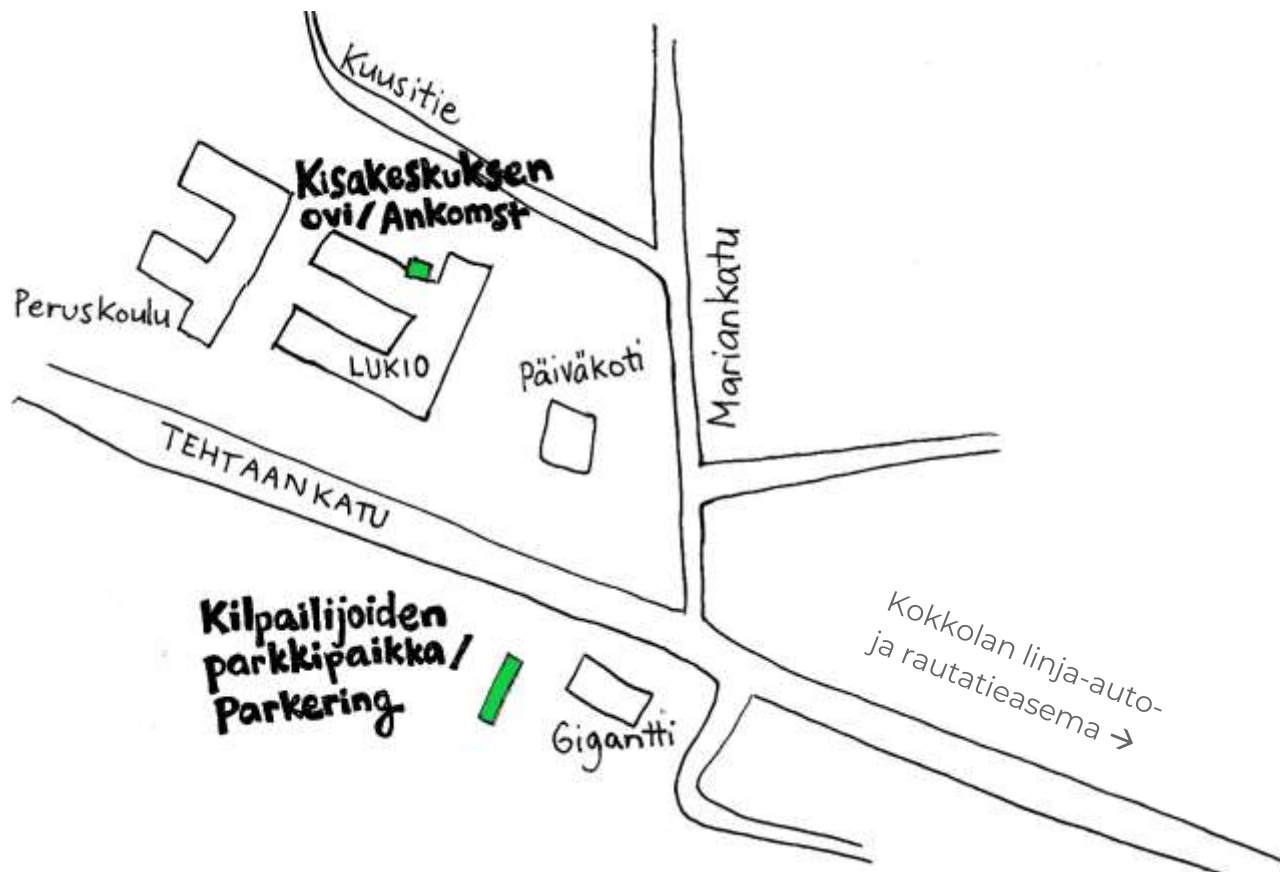 Kuusitie
Kisakeskuksen
ovi/Ankomst
Peruskoulu
LUKIO
Päiväkoti
Mariankatu
TEHTAANKATU
Kilpailijoiden
parkkipaikka/
Parkering
Gigantti
Kokkolan linja-auto-
ja rautatieasema →